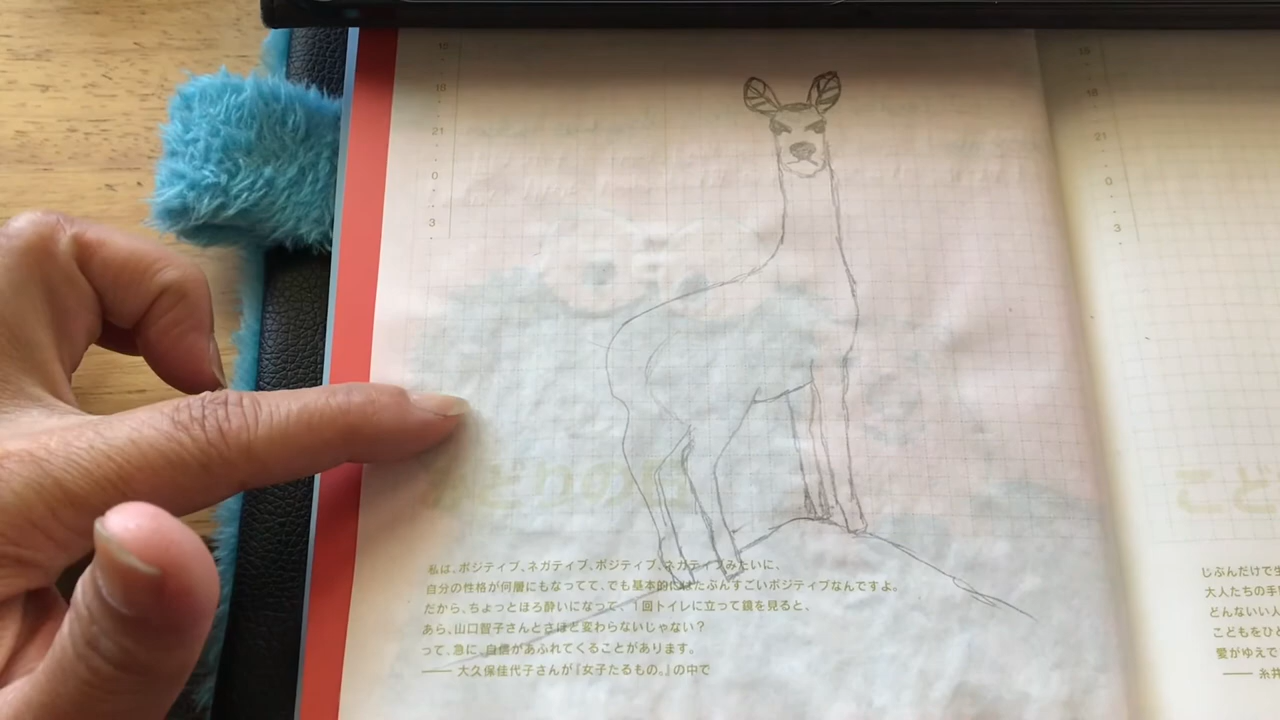 15
18
21
0
3
私は、ポジティブ、ネガティブ、ポジティブ、ネガティブみたいに、
自分の性格が何層にもなってて、でも基本的にはたぶんすごいポジティブなんですよ。
だから、ちょっとほろ酔いになって、1回トイレに立って鏡を見ると、
あら、山口智子さんとさほど変わらないじゃない？
って、急に、自信があふれてくることがあります。
―― 大久保佳代子さんが『女子たるもの。』の中で
15
18
21
0
3
こど
じぶんだけで
大人たちの手
どんないい人
こどもをひと
愛がゆえで
―― 糸井